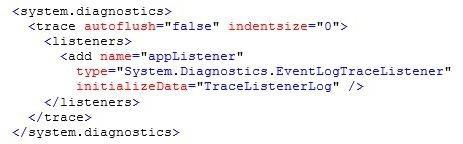 <system.diagnostics>
<trace autoflush="false" indentsize="0">
<listeners>
<add name="appListener"
type="System.Diagnostics.EventLogTraceListener"
initializeData="TraceListenerLog" />
</listeners>
</trace>
</system.diagnostics>